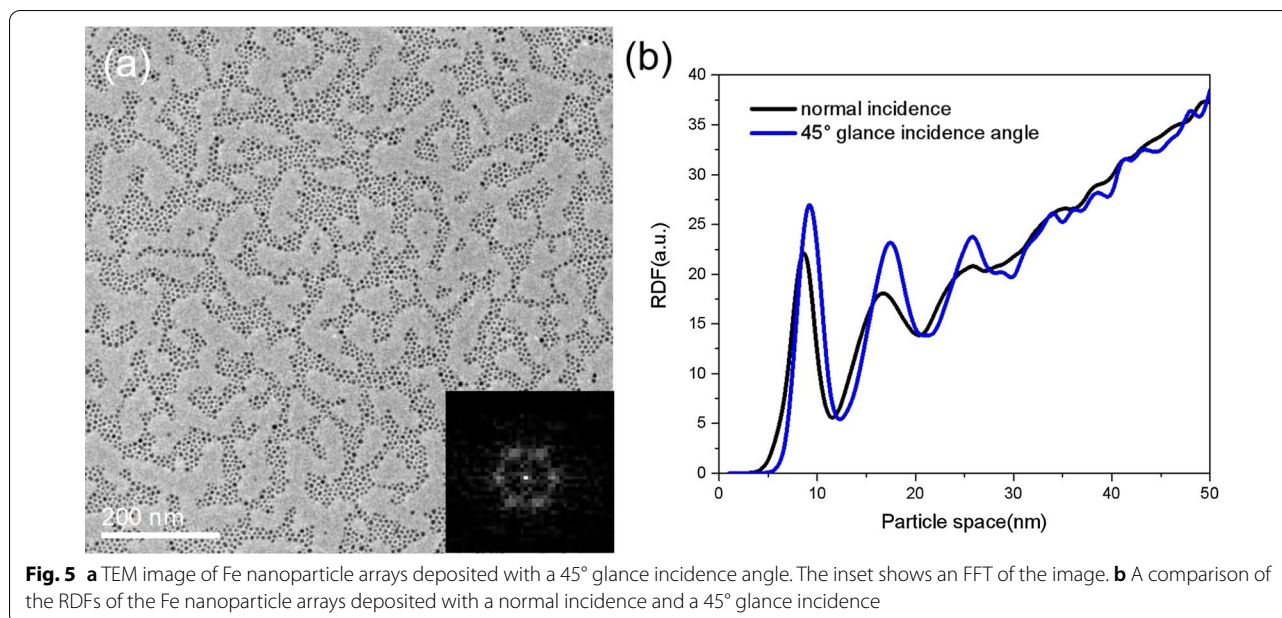 (a)
200 nm
(b)
normal incidence
45° glance incidence angle
RDF(a.u.)
40
35
30
25
20
15
10
5
0
0 10 20 30 40 50
Particle space(nm)
Fig. 5 a TEM image of Fe nanoparticle arrays deposited with a 45° glance incidence angle. The inset shows an FFT of the image. b A comparison of
the RDFs of the Fe nanoparticle arrays deposited with a normal incidence and a 45° glance incidence